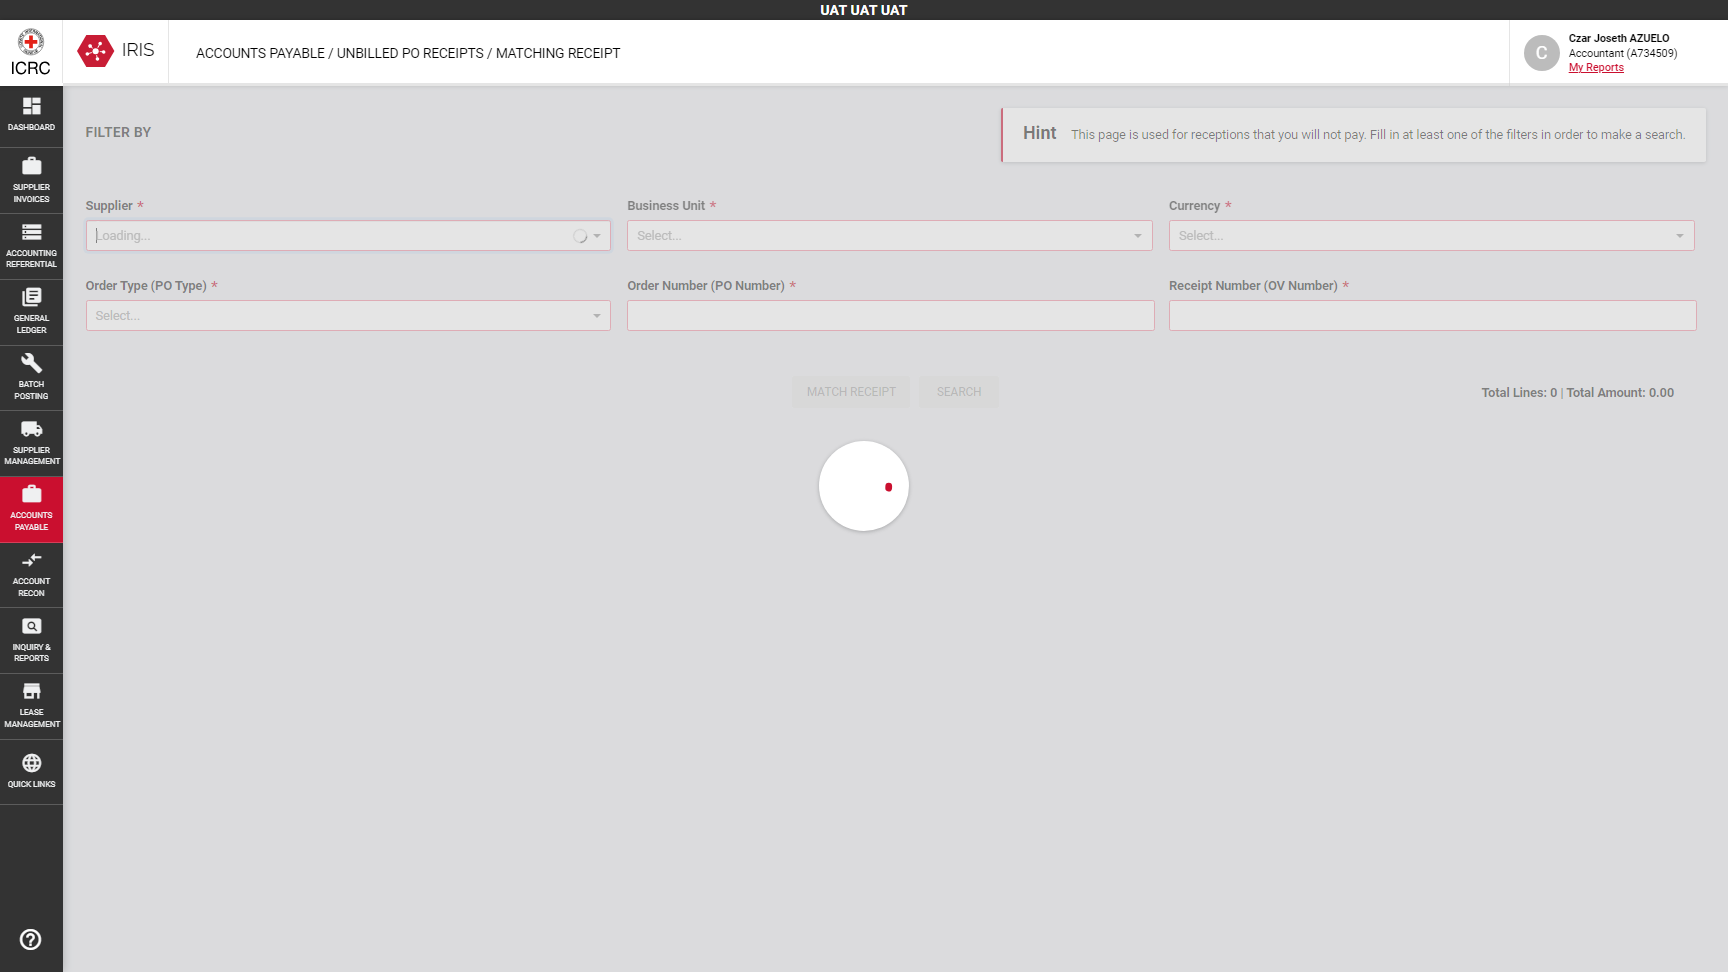 UAT UAT UAT
ICRC
IRIS
ACCOUNTS PAYABLE / UNBILLED PO RECEIPTS / MATCHING RECEIPT
C
Czar Joseth AZUELO
Accountant (A734509)
My Reports
DASHBOARD
SUPPLIER
INVOICES
ACCOUNTING
REFERENTIAL
GENERAL
LEDGER
BATCH
POSTING
SUPPLIER
MANAGEMENT
ACCOUNTS
PAYABLE
ACCOUNT
RECON
INQUIRY &
REPORTS
LEASE
MANAGEMENT
QUICK LINKS
FILTER BY
Hint This page is used for receptions that you will not pay. Fill in at least one of the filters in order to make a search.
Supplier *
Loading...
Business Unit *
Select...
Currency *
Select...
Order Type (PO Type) *
Select...
Order Number (PO Number) *
Receipt Number (OV Number) *
MATCH RECEIPT
SEARCH
Total Lines: 0 | Total Amount: 0.00